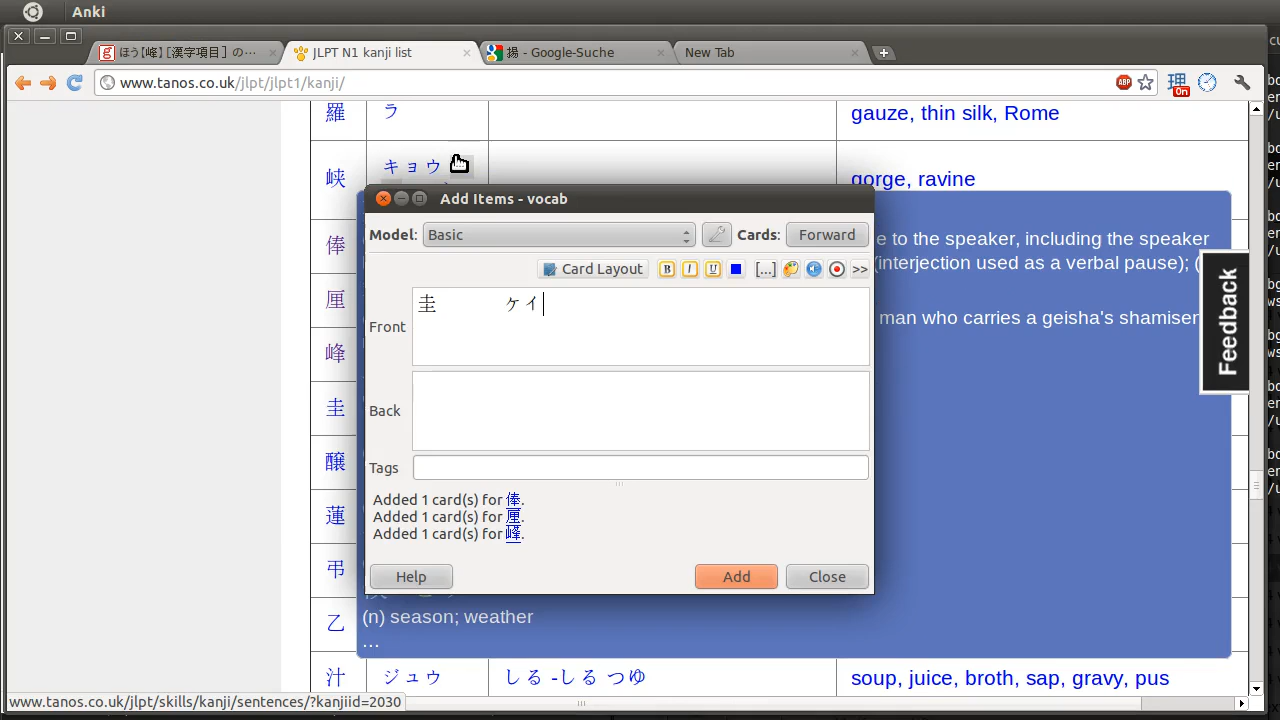 Anki
ほう【峰】[漢字項目] の…
JLPT N1 kanji list
揚 - Google-Suche
New Tab
www.tanos.co.uk/jlpt/jlpt1/kanji/
ABP
理
On
羅 ラ gauze, thin silk, Rome
峡 キョウ gorge, ravine
Add Items - vocab
Model: Basic Cards: Forward
Card Layout B I U [...] >>
Front 圭 ケイ
Back
Tags
Added 1 card(s) for 俸.
Added 1 card(s) for 厘.
Added 1 card(s) for 峰.
Help Add Close
俸
厘
峰
圭
醸
蓮
弔
乙
e to the speaker, including the speaker
(interjection used as a verbal pause); (
man who carries a geisha's shamisen
(n) season; weather
...
汁 ジュウ しる -しる つゆ soup, juice, broth, sap, gravy, pus
Feedback
www.tanos.co.uk/jlpt/skills/kanji/sentences/?kanjiid=2030